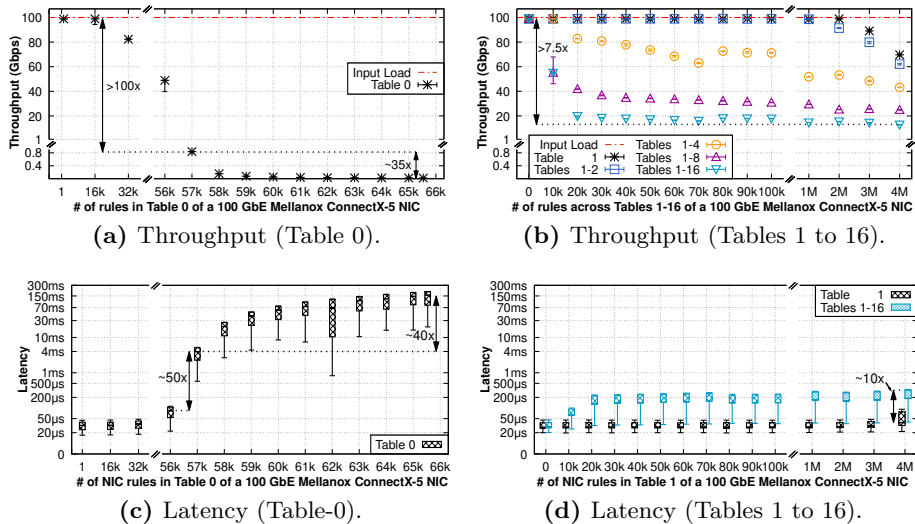 100
80
60
40
20
1
0.8
0.4
Throughput (Gbps)
>100x
Input Load
Table 0
~35x
1 16k 32k 56k 57k 58k 59k 60k 61k 62k 63k 64k 65k 66k
# of rules in Table 0 of a 100 GbE Mellanox ConnectX-5 NIC
(a) Throughput (Table 0).
100
80
60
40
20
1
0.8
0.4
Throughput (Gbps)
>7.5x
Input Load
Table 1
Tables 1-2
Tables 1-4
Tables 1-8
Tables 1-16
0 10k 20k 30k 40k 50k 60k 70k 80k 90k 100k 1M 2M 3M 4M
# of rules across Tables 1-16 of a 100 GbE Mellanox ConnectX-5 NIC
(b) Throughput (Tables 1 to 16).
300ms
150ms
70ms
30ms
10ms
4ms
1ms
500µs
200µs
50µs
20µs
0
Latency
~50x
~40x
Table 0
1 16k 32k 56k 57k 58k 59k 60k 61k 62k 63k 64k 65k 66k
# of NIC rules in Table 0 of a 100 GbE Mellanox ConnectX-5 NIC
(c) Latency (Table-0).
300ms
150ms
70ms
30ms
10ms
4ms
1ms
500µs
200µs
50µs
20µs
0
Latency
Table 1
Tables 1-16
~10x
0 10k 20k 30k 40k 50k 60k 70k 80k 90k 100k 1M 2M 3M 4M
# of NIC rules in Table 1 of a 100 GbE Mellanox ConnectX-5 NIC
(d) Latency (Tables 1 to 16).